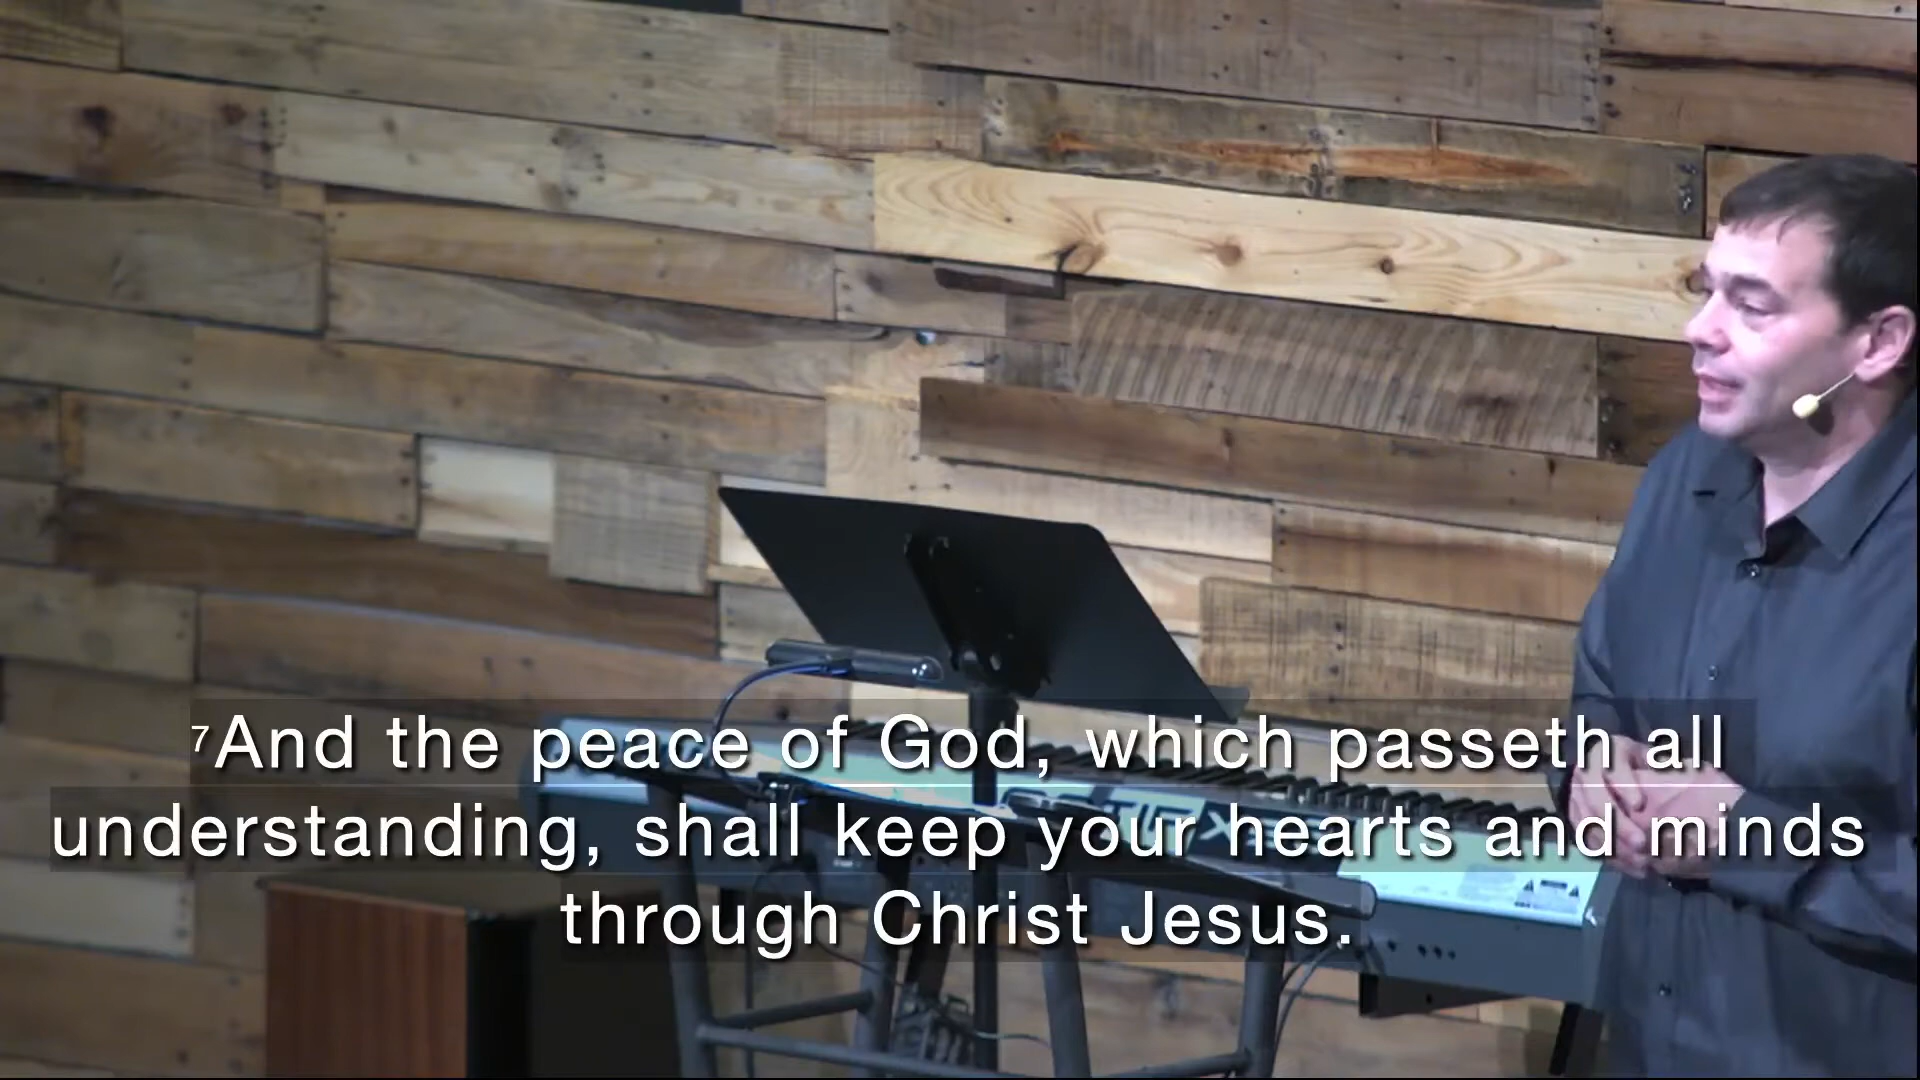 ⁷And the peace of God, which passeth all
understanding, shall keep your hearts and minds
through Christ Jesus.